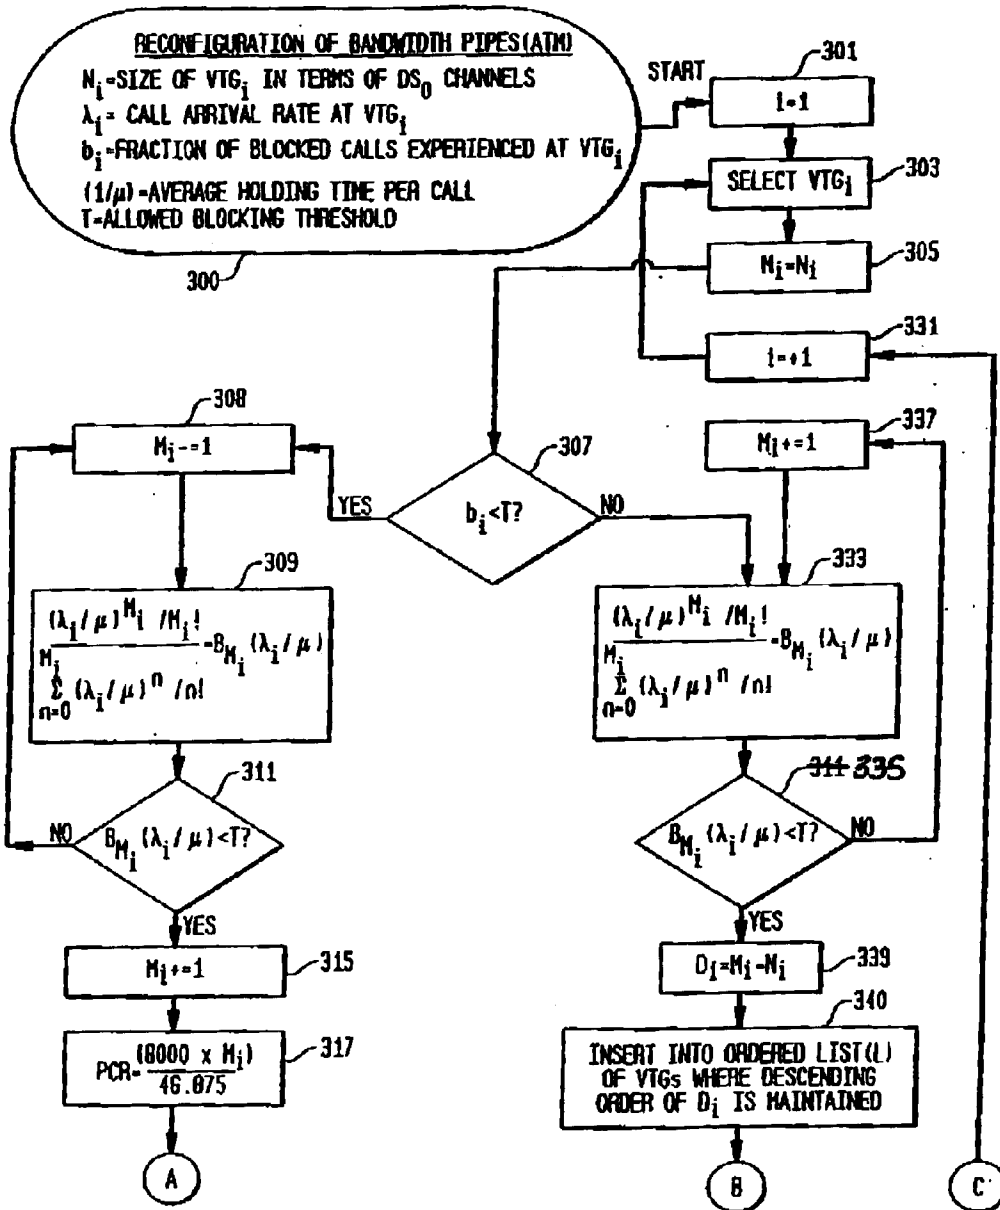 RECONFIGURATION OF BANDWIDTH PIPES(ATM)
Nᵢ=SIZE OF VTGᵢ IN TERMS OF DS₀ CHANNELS
λᵢ= CALL ARRIVAL RATE AT VTGᵢ
bᵢ=FRACTION OF BLOCKED CALLS EXPERIENCED AT VTGᵢ
(1/μ)=AVERAGE HOLDING TIME PER CALL
T=ALLOWED BLOCKING THRESHOLD
300
START
301
i=1
SELECT VTGᵢ
303
Mᵢ=Nᵢ
305
331
i=+1
308
Mᵢ-=1
307
bᵢ<T?
YES
NO
337
Mᵢ+=1
309
(λᵢ/μ)^Mᵢ /Mᵢ!
=B_Mᵢ (λᵢ/μ)
Mᵢ
Σ (λᵢ/μ)ⁿ /n!
n=0
333
(λᵢ/μ)^Mᵢ /Mᵢ!
=B_Mᵢ (λᵢ/μ)
Mᵢ
Σ (λᵢ/μ)ⁿ /n!
n=0
311
B_Mᵢ (λᵢ/μ)<T?
NO
YES
311 335
B_Mᵢ (λᵢ/μ)<T?
NO
YES
Mᵢ+=1
315
Dᵢ=Mᵢ-Nᵢ
339
PCR=(8000 x Mᵢ)
46.875
317
340
INSERT INTO ORDERED LIST(L)
OF VTGs WHERE DESCENDING
ORDER OF Dᵢ IS MAINTAINED
A
B
C